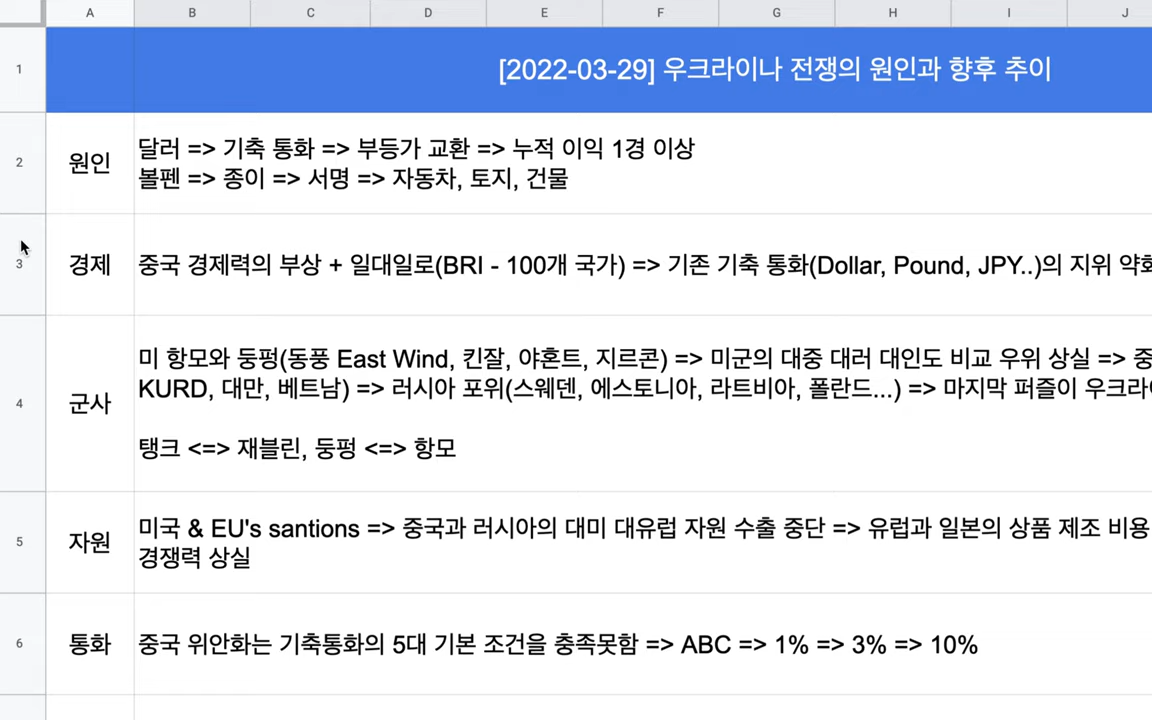 A B C D E F G H I J
1 [2022-03-29] 우크라이나 전쟁의 원인과 향후 추이
2 원인 달러 => 기축 통화 => 부등가 교환 => 누적 이익 1경 이상
볼펜 => 종이 => 서명 => 자동차, 토지, 건물
3 경제 중국 경제력의 부상 + 일대일로(BRI - 100개 국가) => 기존 기축 통화(Dollar, Pound, JPY..)의 지위
4 군사 미 항모와 둥펑(동풍 East Wind, 킨잘, 야혼트, 지르콘) => 미군의 대중 대러 대인도 비교 우위 상실 => 중
KURD, 대만, 베트남) => 러시아 포위(스웨덴, 에스토니아, 라트비아, 폴란드...) => 마지막 퍼즐이
탱크 <=> 재블린, 둥펑 <=> 항모
5 자원 미국 & EU's santions => 중국과 러시아의 대미 대유럽 자원 수출 중단 => 유럽과 일본의 상품 제조 비용
경쟁력 상실
6 통화 중국 위안화는 기축통화의 5대 기본 조건을 충족못함 => ABC => 1% => 3% => 10%